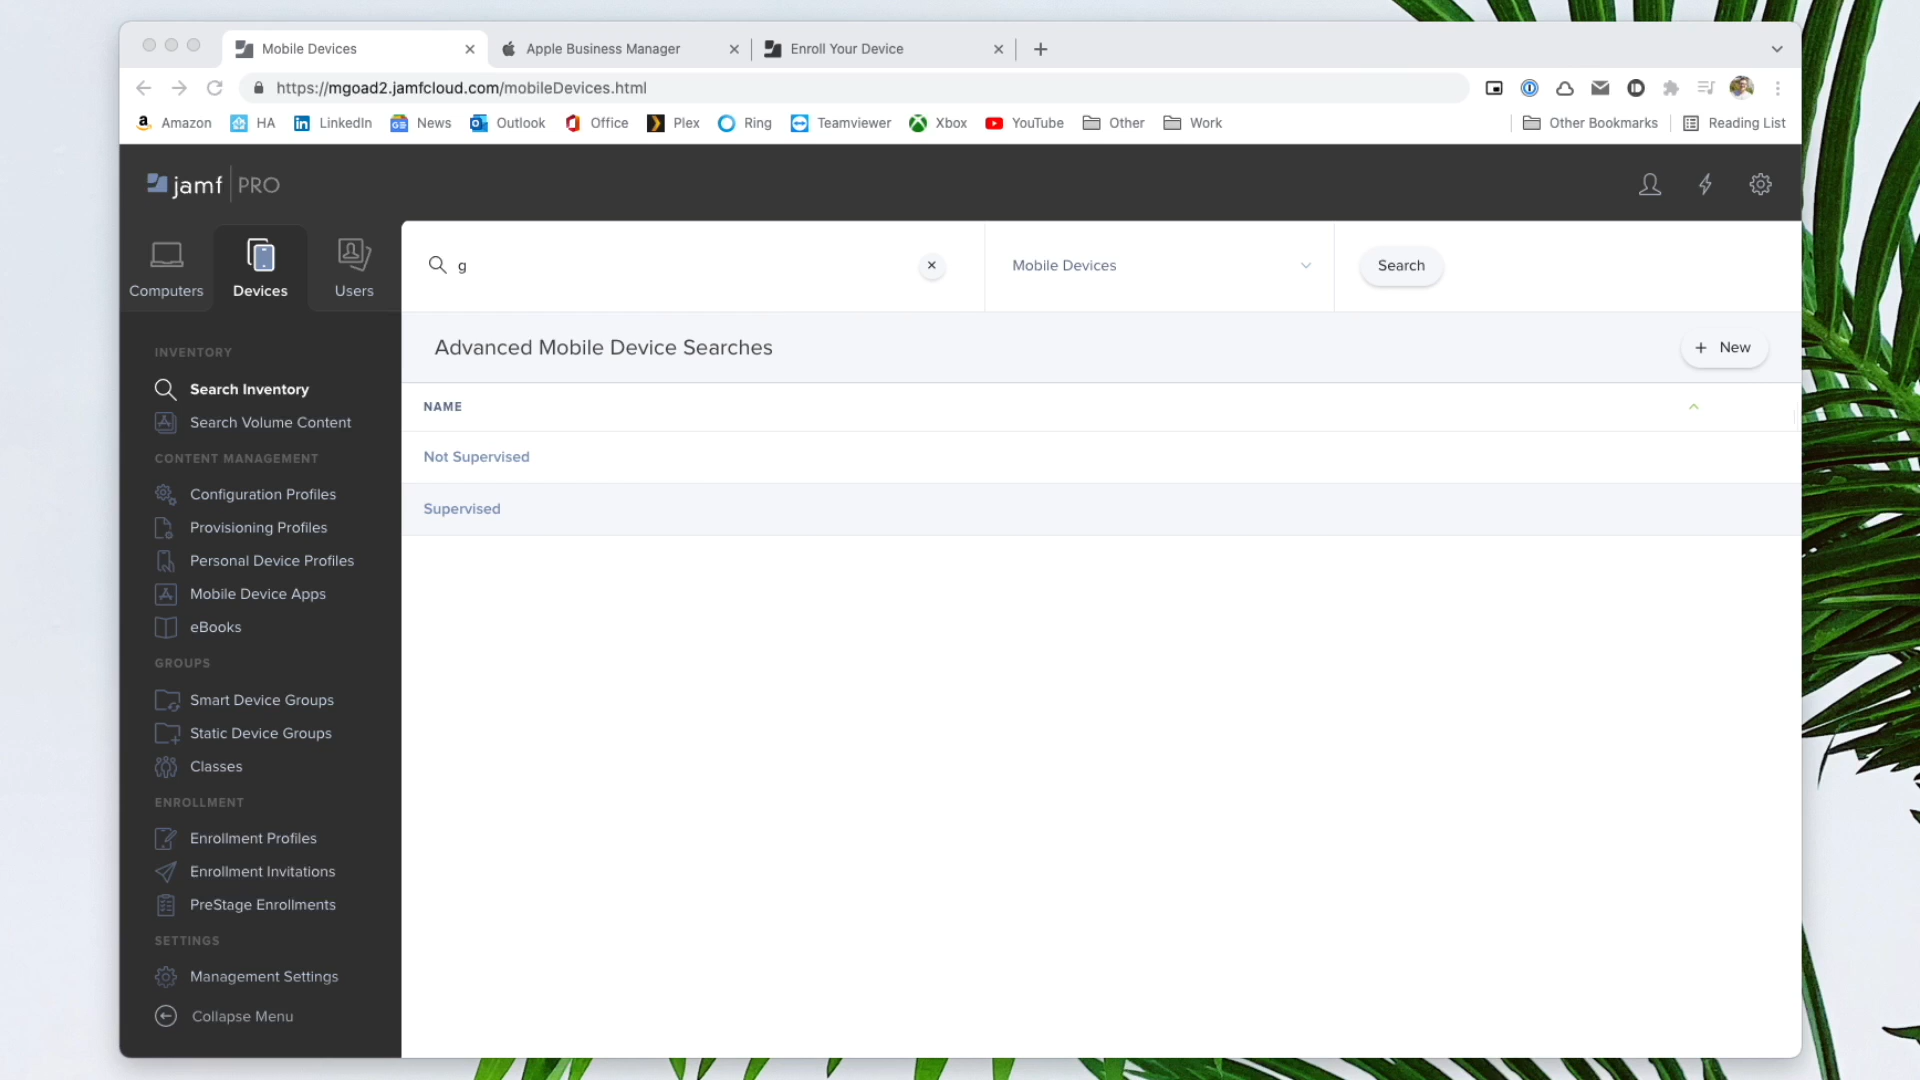 Mobile Devices
Apple Business Manager
Enroll Your Device
https://mgoad2.jamfcloud.com/mobileDevices.html
Amazon HA LinkedIn News Outlook Office Plex Ring Teamviewer Xbox YouTube Other Work Other Bookmarks Reading List
jamf PRO
Computers Devices Users
g
Mobile Devices
Search
INVENTORY
Search Inventory
Search Volume Content
CONTENT MANAGEMENT
Configuration Profiles
Provisioning Profiles
Personal Device Profiles
Mobile Device Apps
eBooks
GROUPS
Smart Device Groups
Static Device Groups
Classes
ENROLLMENT
Enrollment Profiles
Enrollment Invitations
PreStage Enrollments
SETTINGS
Management Settings
Collapse Menu
Advanced Mobile Device Searches
+ New
NAME
Not Supervised
Supervised